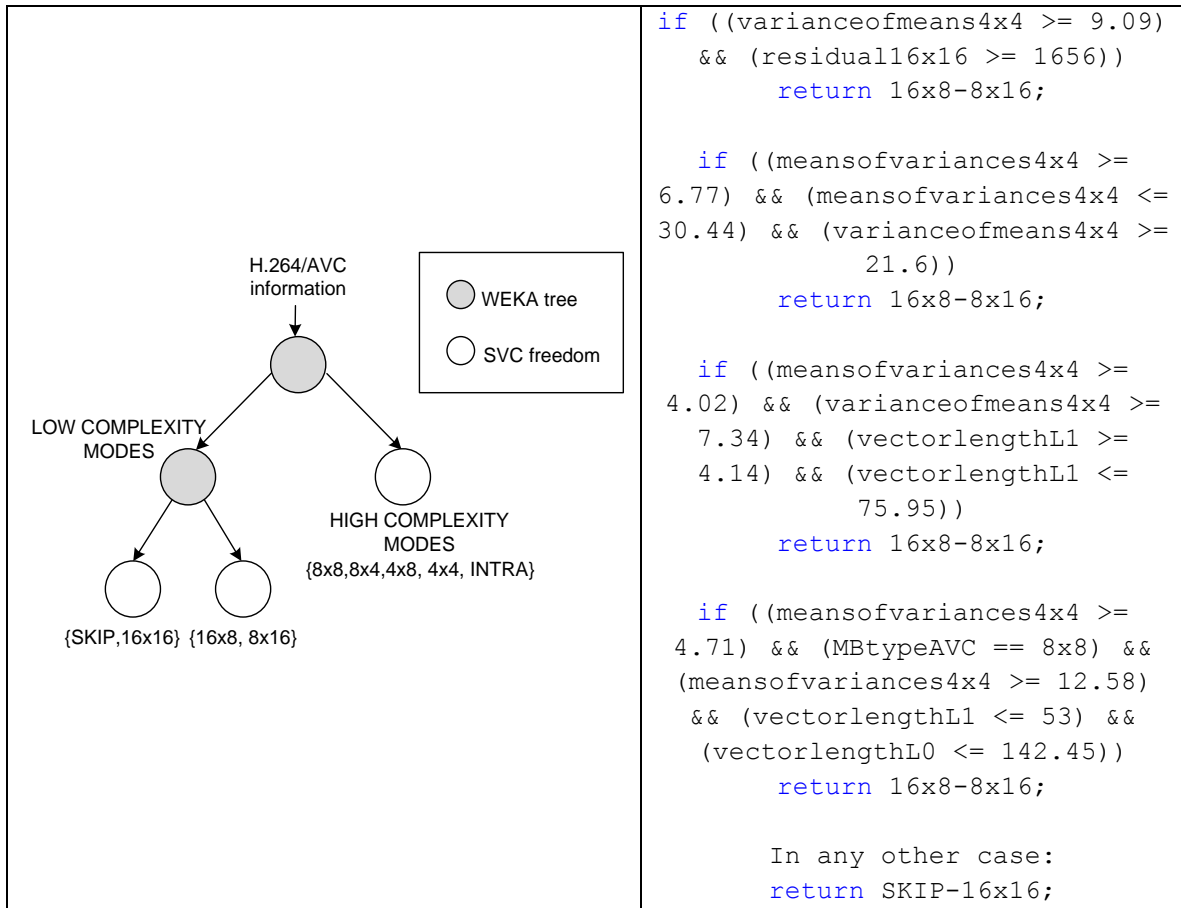 H.264/AVC
information
WEKA tree
SVC freedom
LOW COMPLEXITY
MODES
HIGH COMPLEXITY
MODES
{8x8,8x4,4x8, 4x4, INTRA}
{SKIP,16x16} {16x8, 8x16}
if ((varianceofmeans4x4 >= 9.09)
&& (residual16x16 >= 1656))
return 16x8-8x16;
if ((meansofvariances4x4 >=
6.77) && (meansofvariances4x4 <=
30.44) && (varianceofmeans4x4 >=
21.6))
return 16x8-8x16;
if ((meansofvariances4x4 >=
4.02) && (varianceofmeans4x4 >=
7.34) && (vectorlengthL1 >=
4.14) && (vectorlengthL1 <=
75.95))
return 16x8-8x16;
if ((meansofvariances4x4 >=
4.71) && (MBtypeAVC == 8x8) &&
(meansofvariances4x4 >= 12.58)
&& (vectorlengthL1 <= 53) &&
(vectorlengthL0 <= 142.45))
return 16x8-8x16;
In any other case:
return SKIP-16x16;